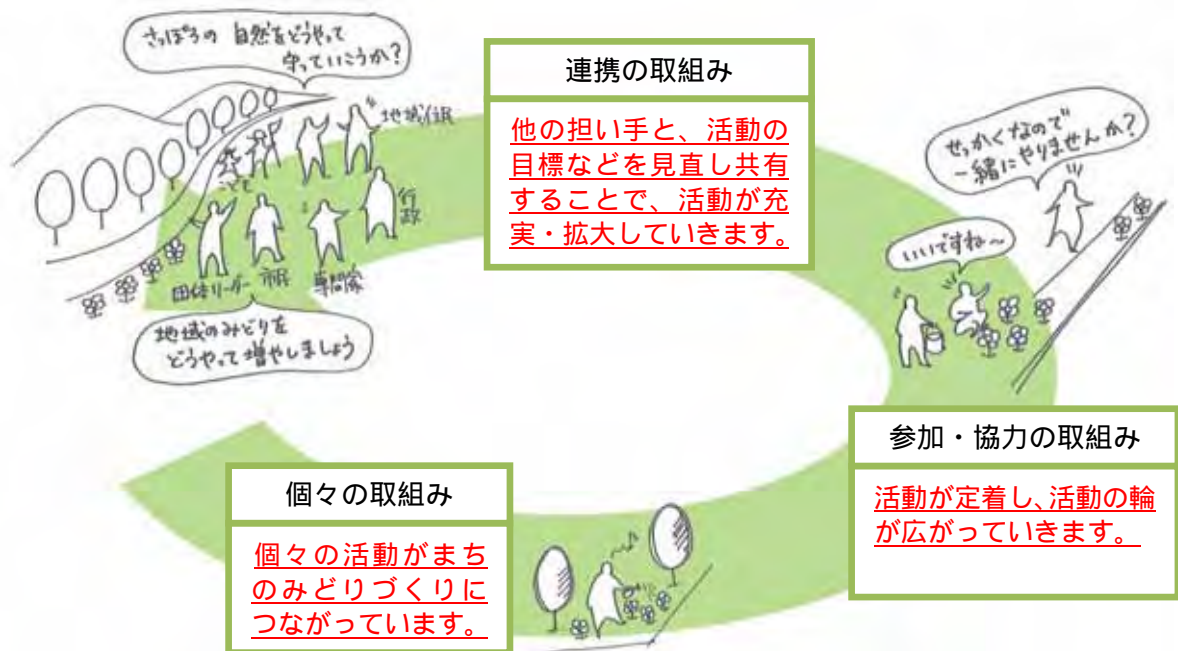 さっぽろの 自然をどうやって
守っていこうか?
地域住民
こども
行政
団体リーダー
市民
専門家
地域のみどりを
どうやって増やしましょう
連携の取組み
他の担い手と、活動の
目標などを見直し共有
することで、活動が充
実・拡大していきます。
せっかくなので
一緒にやりませんか?
いいですね~
参加・協力の取組み
活動が定着し、活動の輪
が広がっていきます。
個々の取組み
個々の活動がまち
のみどりづくりに
つながっています。